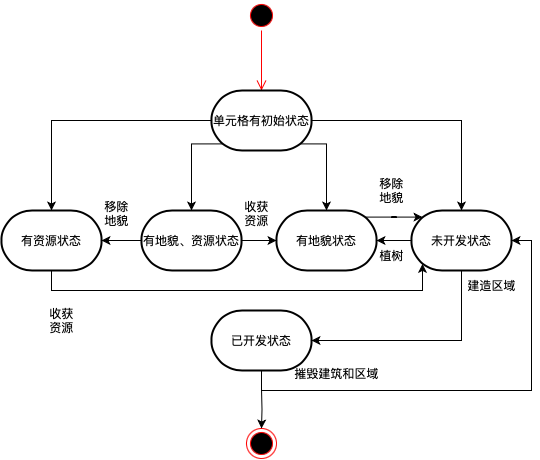 单元格有初始状态
移除
地貌
收获
资源
移除
地貌
有资源状态
有地貌、资源状态
有地貌状态
未开发状态
植树
建造区域
收获
资源
已开发状态
摧毁建筑和区域